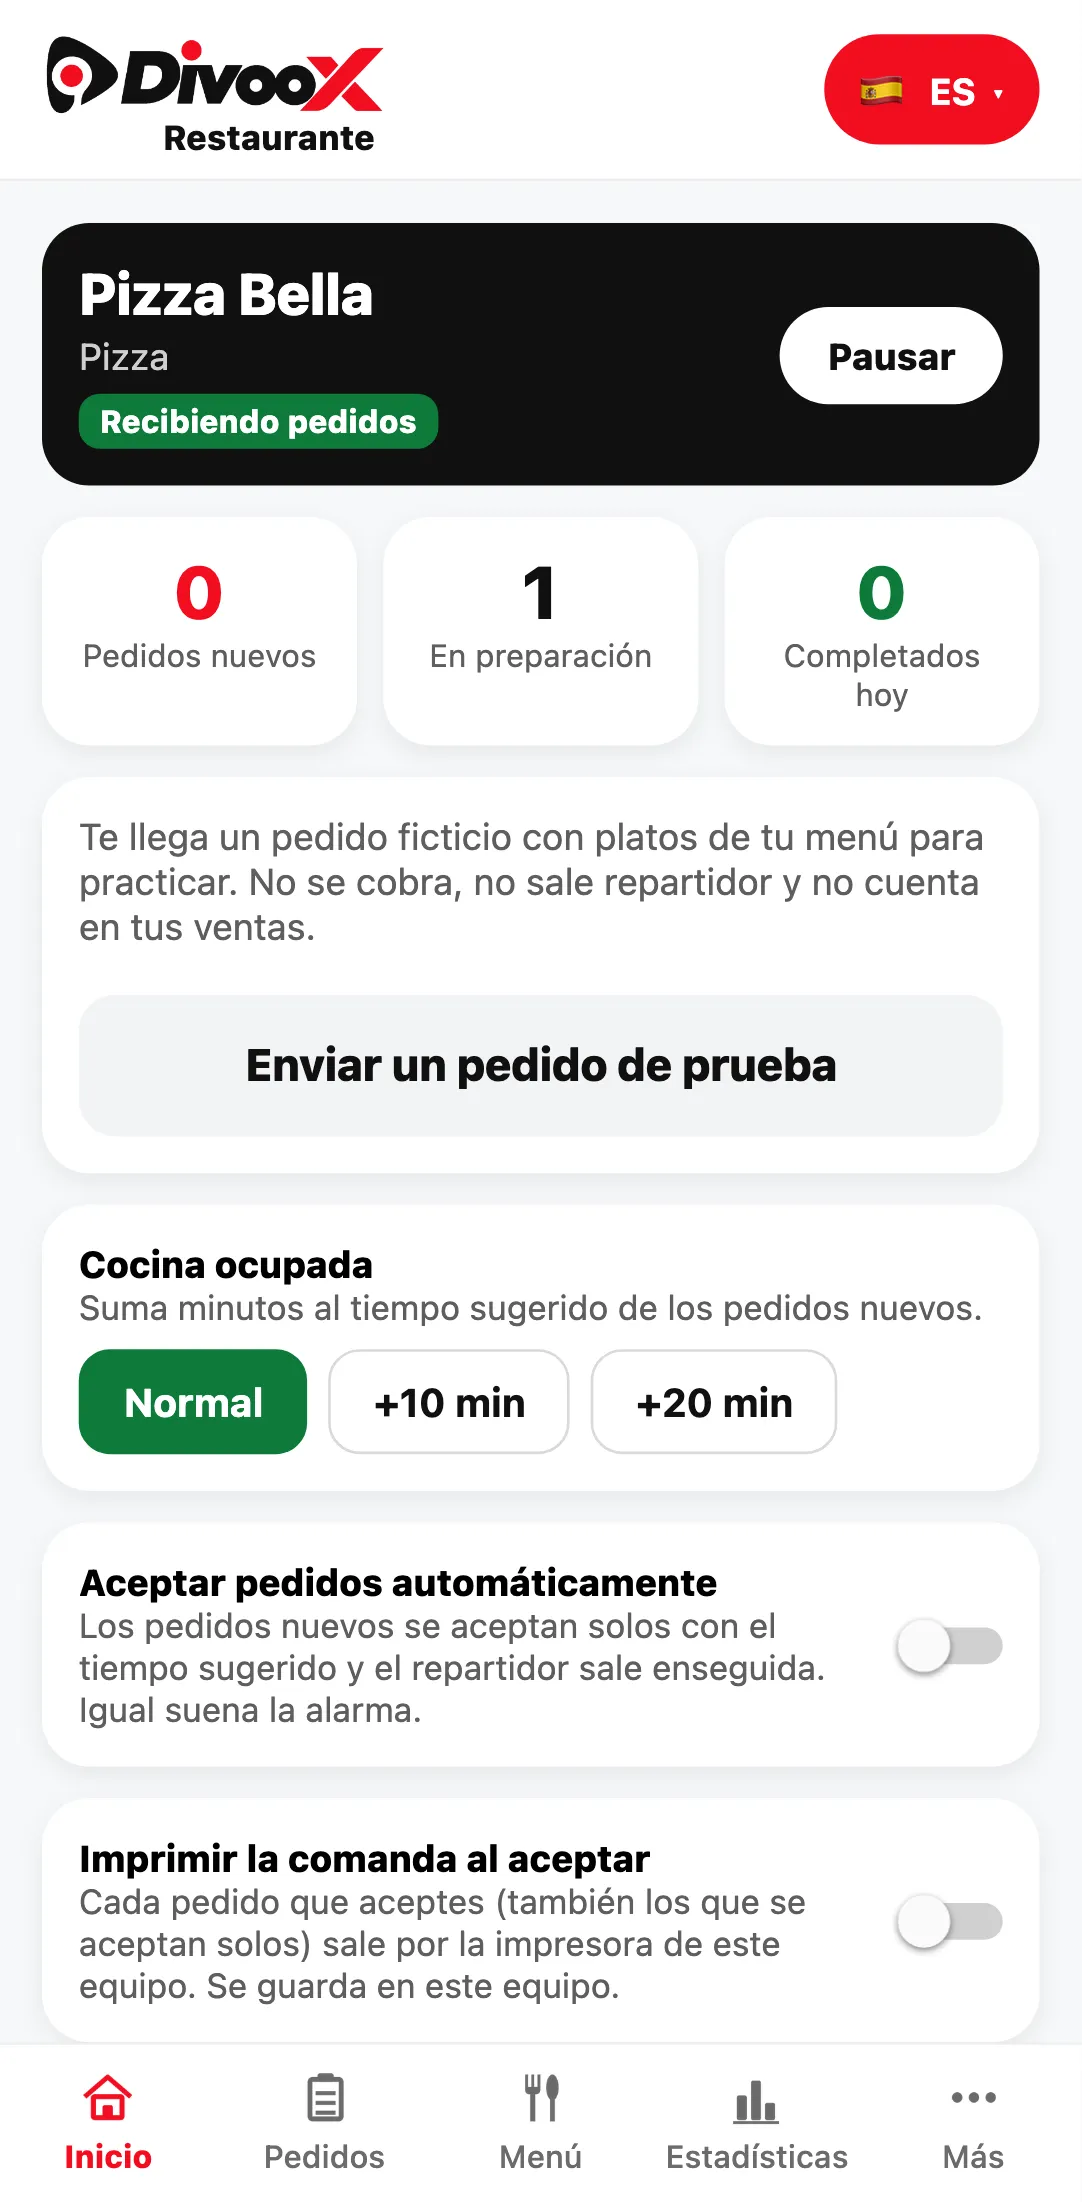 DivooX
Restaurante
ES
Pizza Bella
Pizza
Recibiendo pedidos
Pausar
0
Pedidos nuevos
1
En preparación
0
Completados
hoy
Te llega un pedido ficticio con platos de tu menú para
practicar. No se cobra, no sale repartidor y no cuenta
en tus ventas.
Enviar un pedido de prueba
Cocina ocupada
Suma minutos al tiempo sugerido de los pedidos nuevos.
Normal
+10 min
+20 min
Aceptar pedidos automáticamente
Los pedidos nuevos se aceptan solos con el
tiempo sugerido y el repartidor sale enseguida.
Igual suena la alarma.
Imprimir la comanda al aceptar
Cada pedido que aceptes (también los que se
aceptan solos) sale por la impresora de este
equipo. Se guarda en este equipo.
Inicio
Pedidos
Menú
Estadísticas
Más